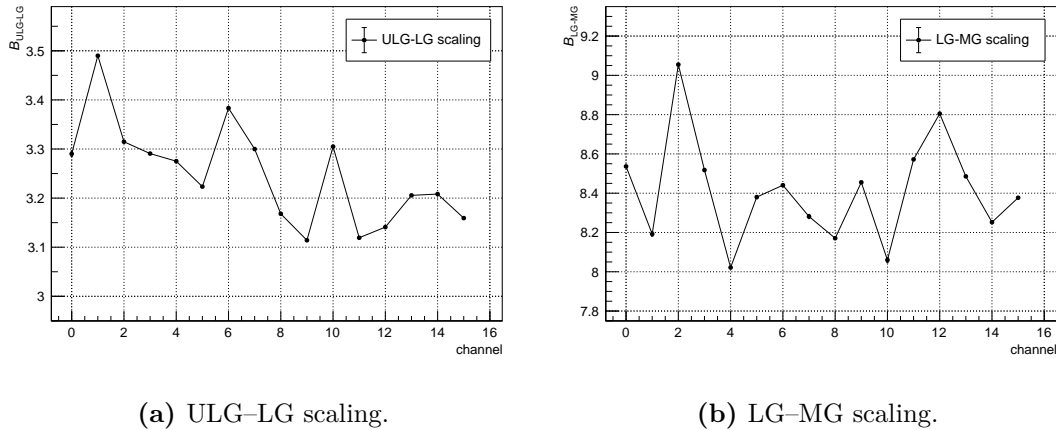 B_ULG-LG
ULG-LG scaling
3.5
3.4
3.3
3.2
3.1
3
0 2 4 6 8 10 12 14 16
channel
(a) ULG–LG scaling.
B_LG-MG
LG-MG scaling
9.2
9
8.8
8.6
8.4
8.2
8
7.8
0 2 4 6 8 10 12 14 16
channel
(b) LG–MG scaling.